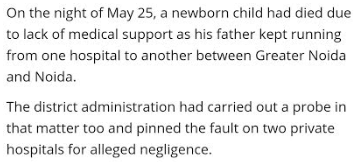 On the night of May 25, a newborn child had died due
to lack of medical support as his father kept running
from one hospital to another between Greater Noida
and Noida.
The district administration had carried out a probe in
that matter too and pinned the fault on two private
hospitals for alleged negligence.